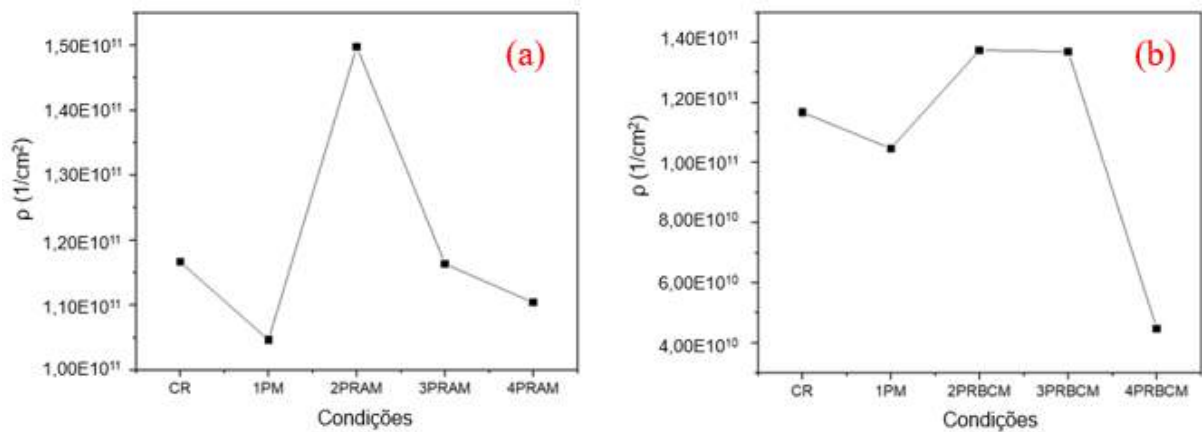 (a)
ρ (1/cm²)
1,50E10¹¹
1,40E10¹¹
1,30E10¹¹
1,20E10¹¹
1,10E10¹¹
1,00E10¹¹
CR 1PM 2PRAM 3PRAM 4PRAM
Condições
(b)
ρ (1/cm²)
1,40E10¹¹
1,20E10¹¹
1,00E10¹¹
8,00E10¹⁰
6,00E10¹⁰
4,00E10¹⁰
CR 1PM 2PRBCM 3PRBCM 4PRBCM
Condições